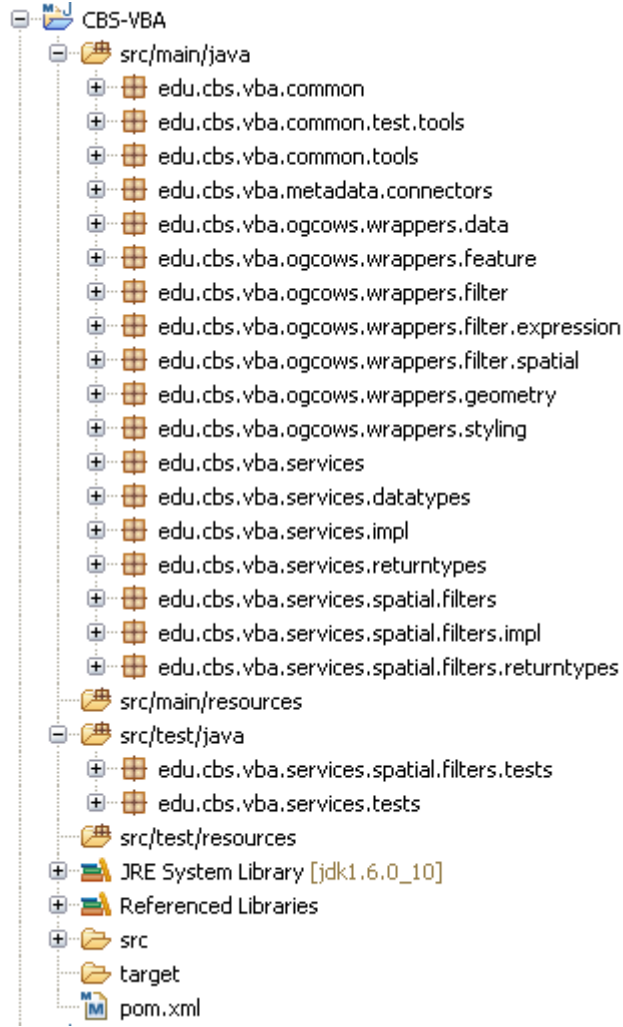 CBS-VBA
src/main/java
edu.cbs.vba.common
edu.cbs.vba.common.test.tools
edu.cbs.vba.common.tools
edu.cbs.vba.metadata.connectors
edu.cbs.vba.ogcows.wrappers.data
edu.cbs.vba.ogcows.wrappers.feature
edu.cbs.vba.ogcows.wrappers.filter
edu.cbs.vba.ogcows.wrappers.filter.expression
edu.cbs.vba.ogcows.wrappers.filter.spatial
edu.cbs.vba.ogcows.wrappers.geometry
edu.cbs.vba.ogcows.wrappers.styling
edu.cbs.vba.services
edu.cbs.vba.services.datatypes
edu.cbs.vba.services.impl
edu.cbs.vba.services.returntypes
edu.cbs.vba.services.spatial.filters
edu.cbs.vba.services.spatial.filters.impl
edu.cbs.vba.services.spatial.filters.returntypes
src/main/resources
src/test/java
edu.cbs.vba.services.spatial.filters.tests
edu.cbs.vba.services.tests
src/test/resources
JRE System Library [jdk1.6.0_10]
Referenced Libraries
src
target
pom.xml